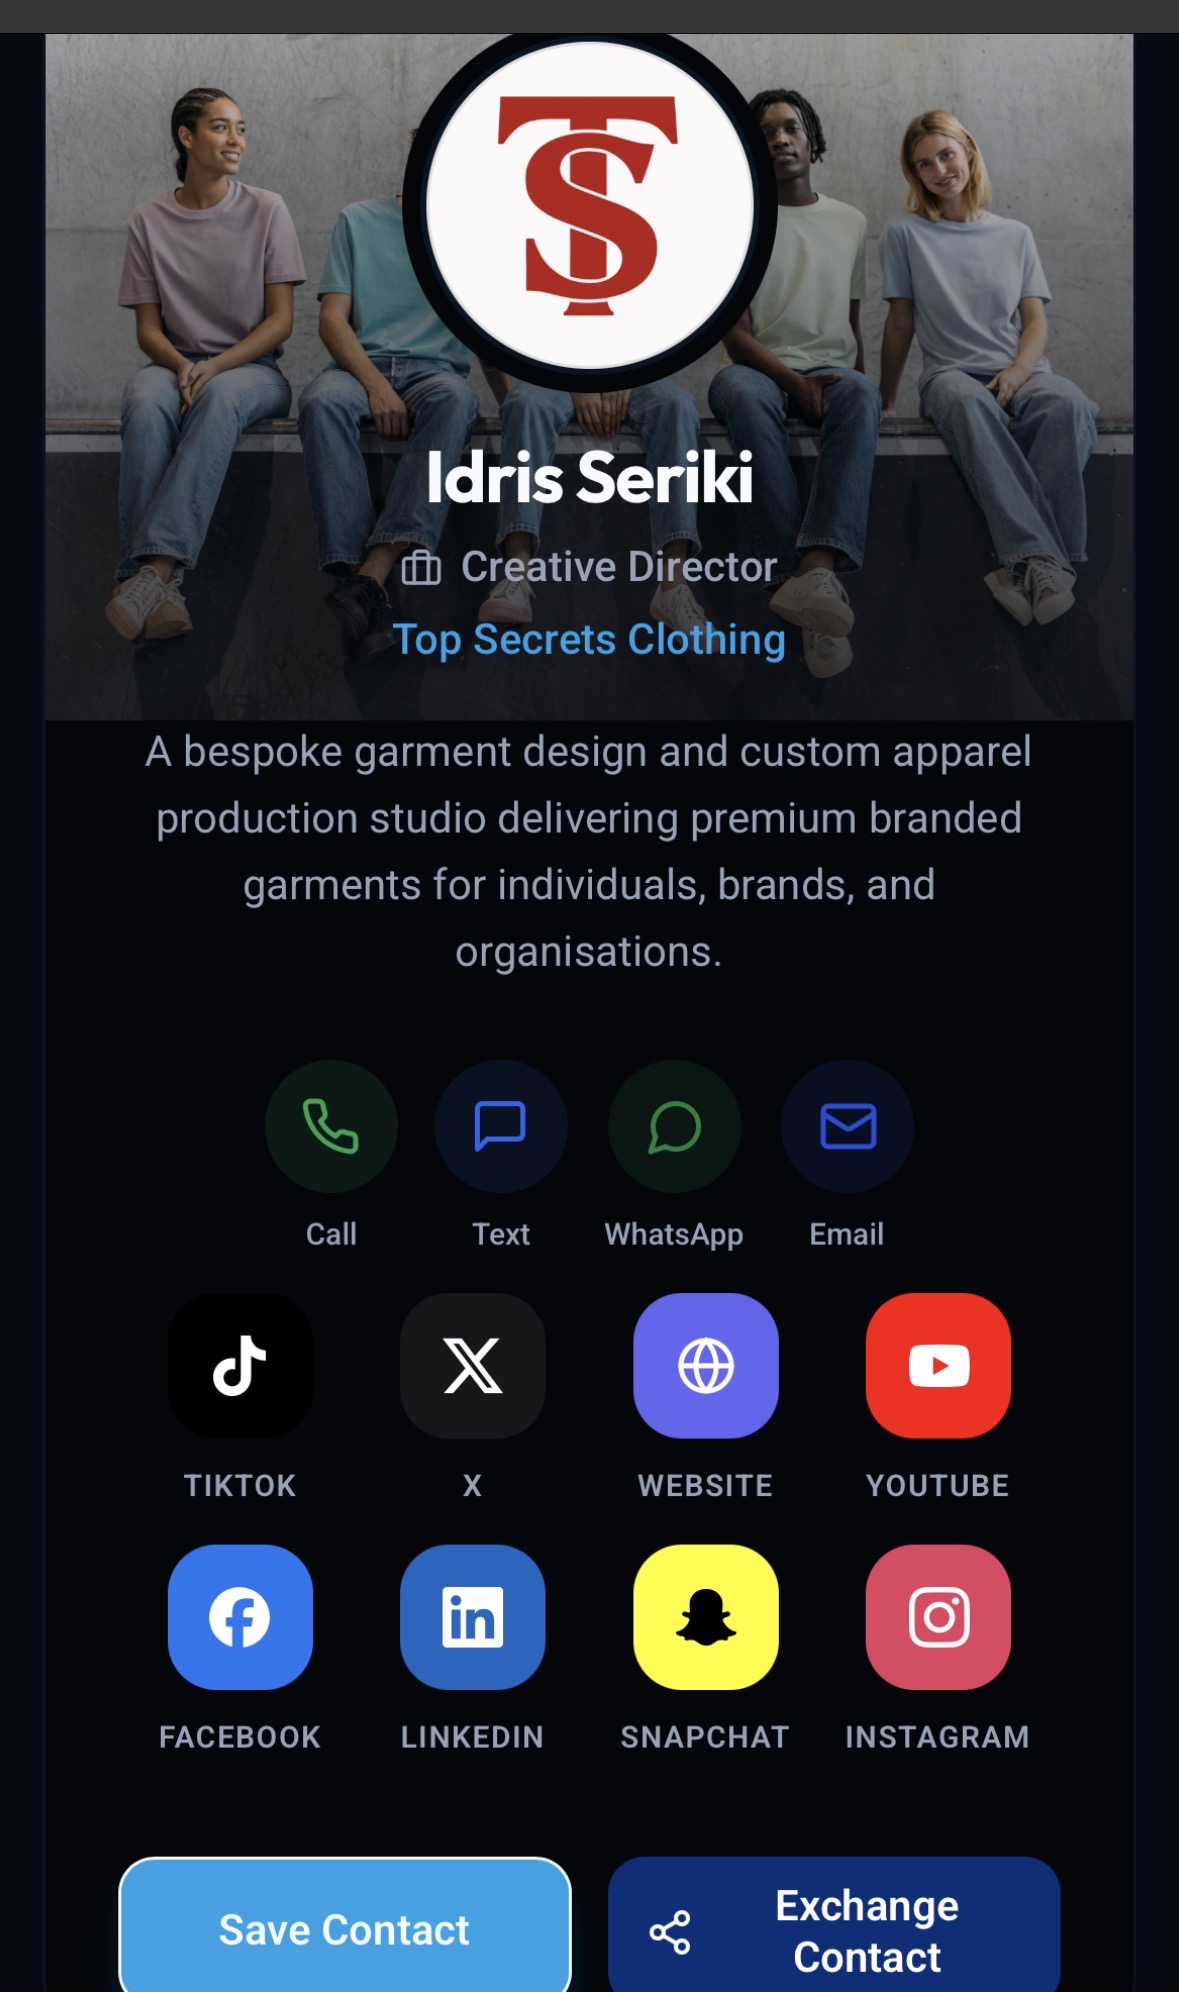 TS
Idris Seriki
Creative Director
Top Secrets Clothing
A bespoke garment design and custom apparel
production studio delivering premium branded
garments for individuals, brands, and
organisations.
Call Text WhatsApp Email
TIKTOK X WEBSITE YOUTUBE
in
FACEBOOK LINKEDIN SNAPCHAT INSTAGRAM
Save Contact
Exchange
Contact